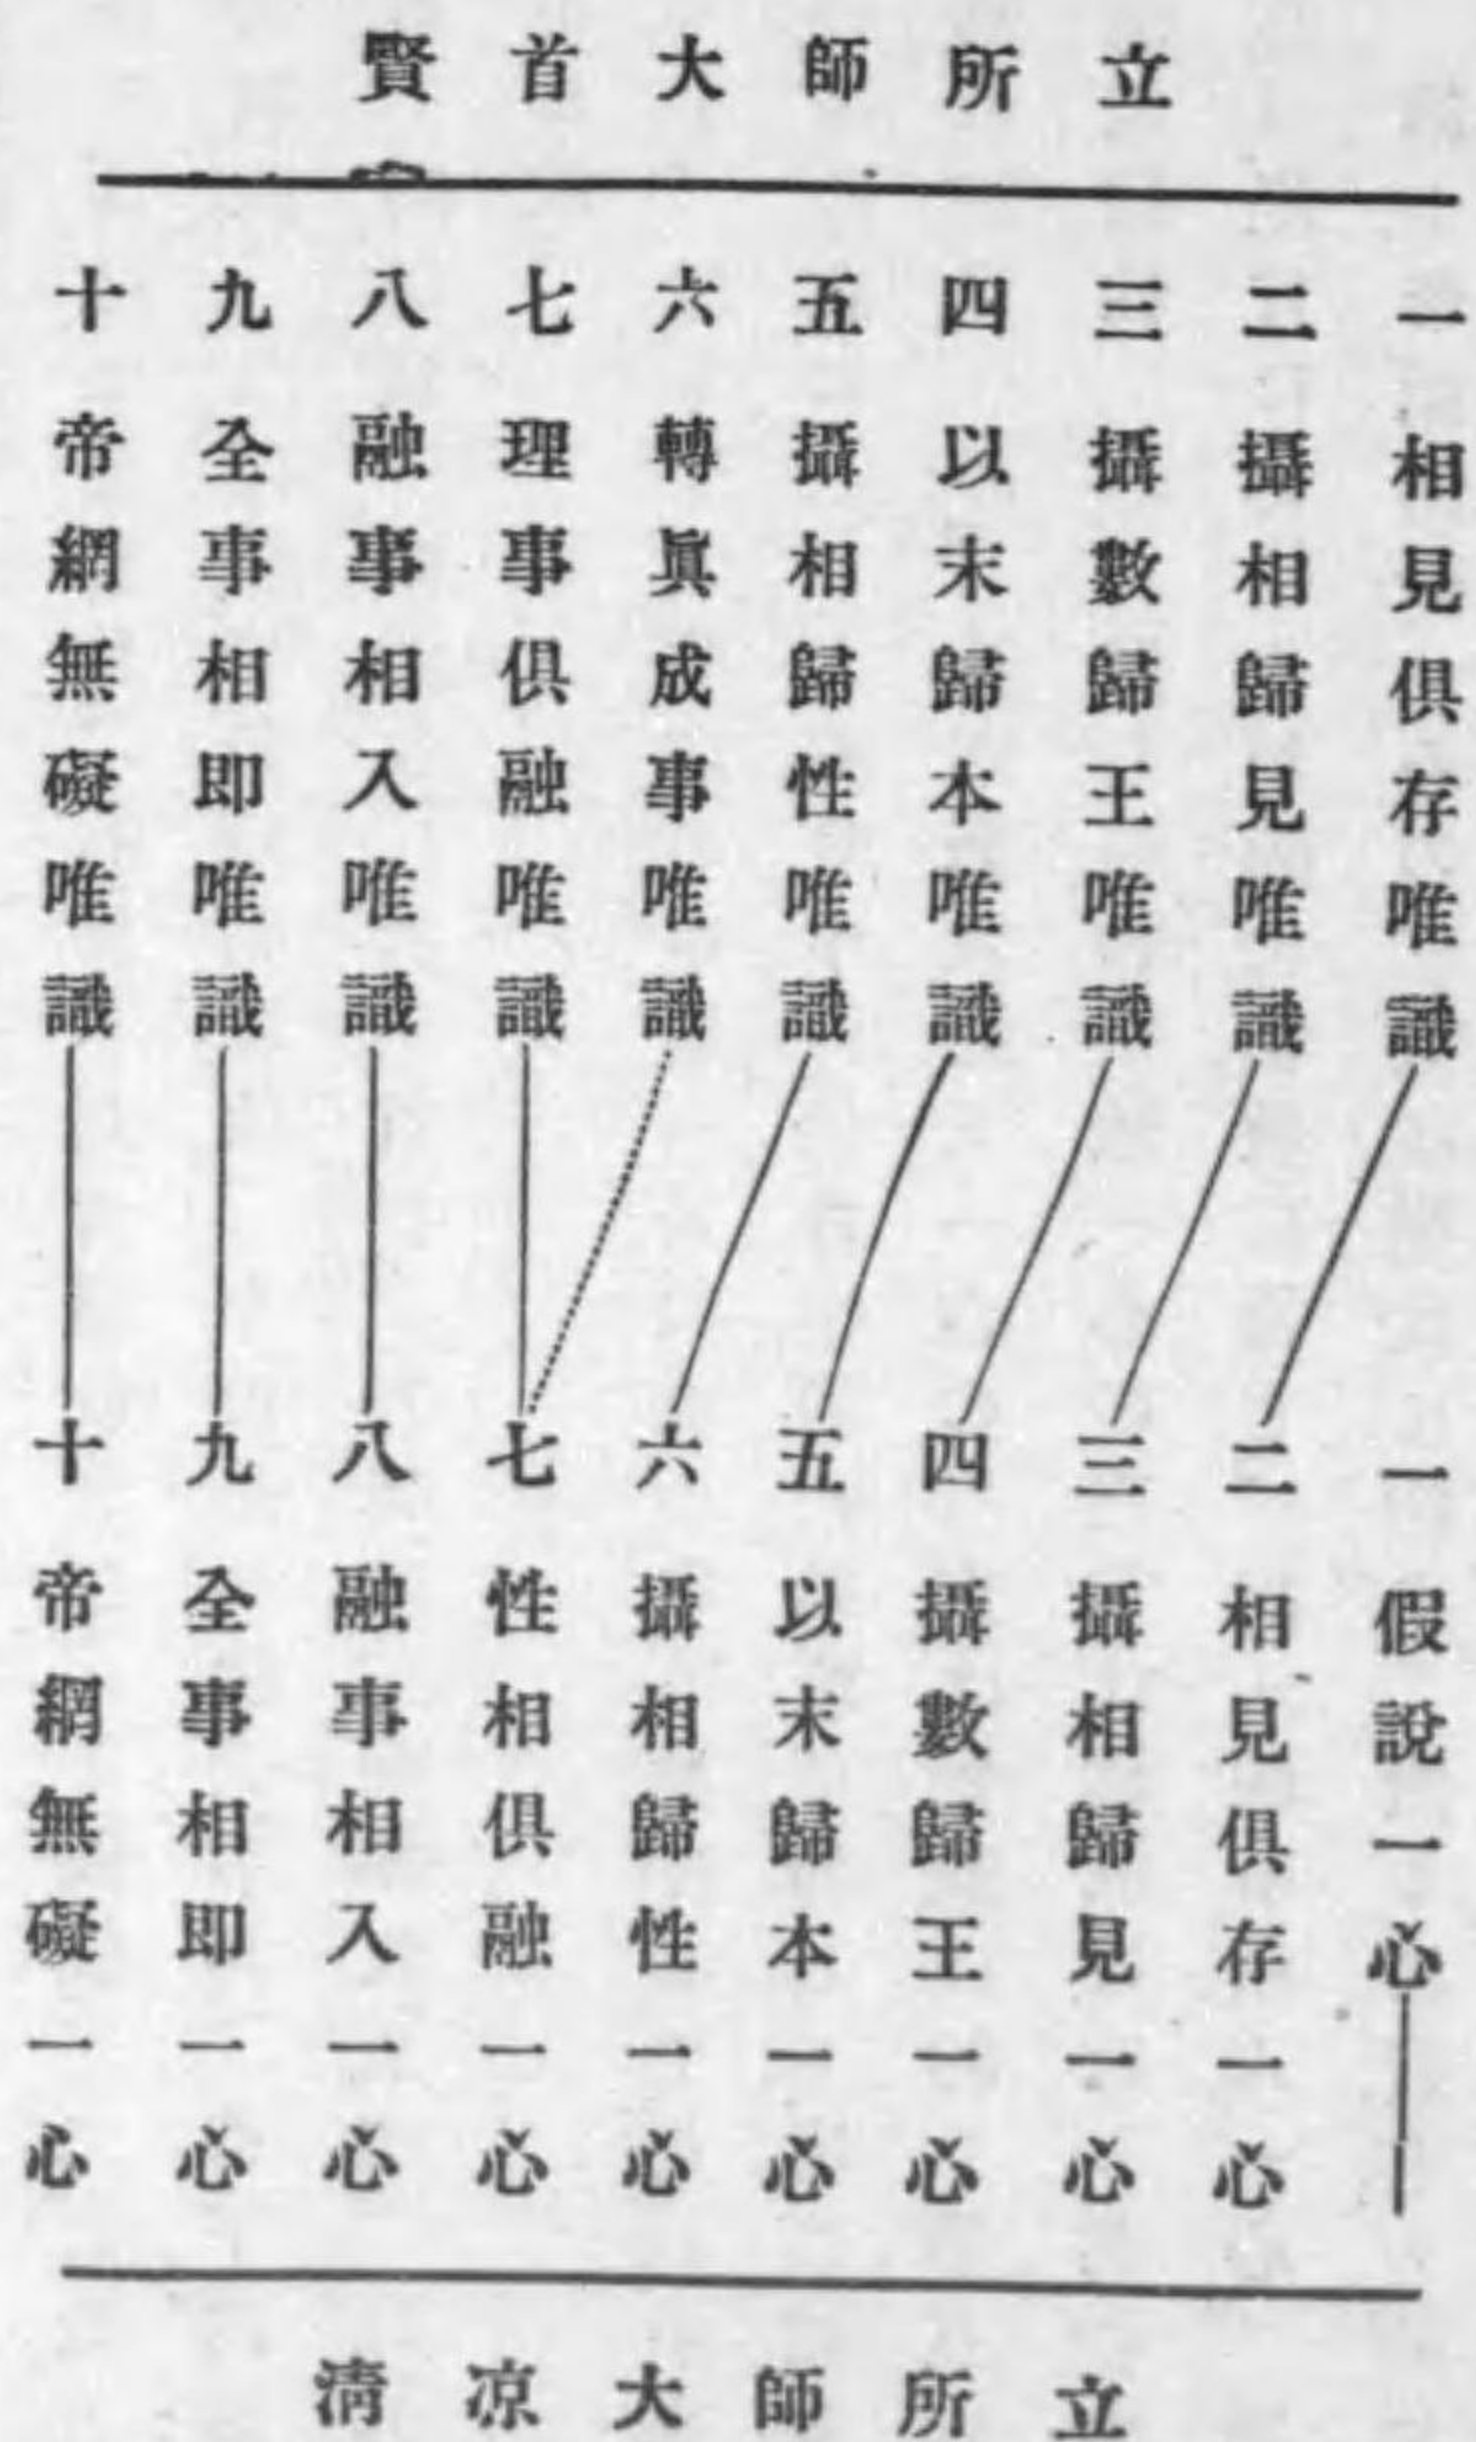 賢首大師所立
一 相見俱存唯識
二 攝相歸見唯識
三 攝數歸王唯識
四 以末歸本唯識
五 攝相歸性唯識
六 轉眞成事唯識
七 理事俱融唯識
八 融事相入唯識
九 全事相即唯識
十 帝網無礙唯識
一 假說一心
二 相見俱存一心
三 攝相歸見一心
四 攝數歸王一心
五 以末歸本一心
六 攝相歸性一心
七 性相俱融一心
八 融事相入一心
九 全事相即一心
十 帝網無礙一心
淸凉大師所立